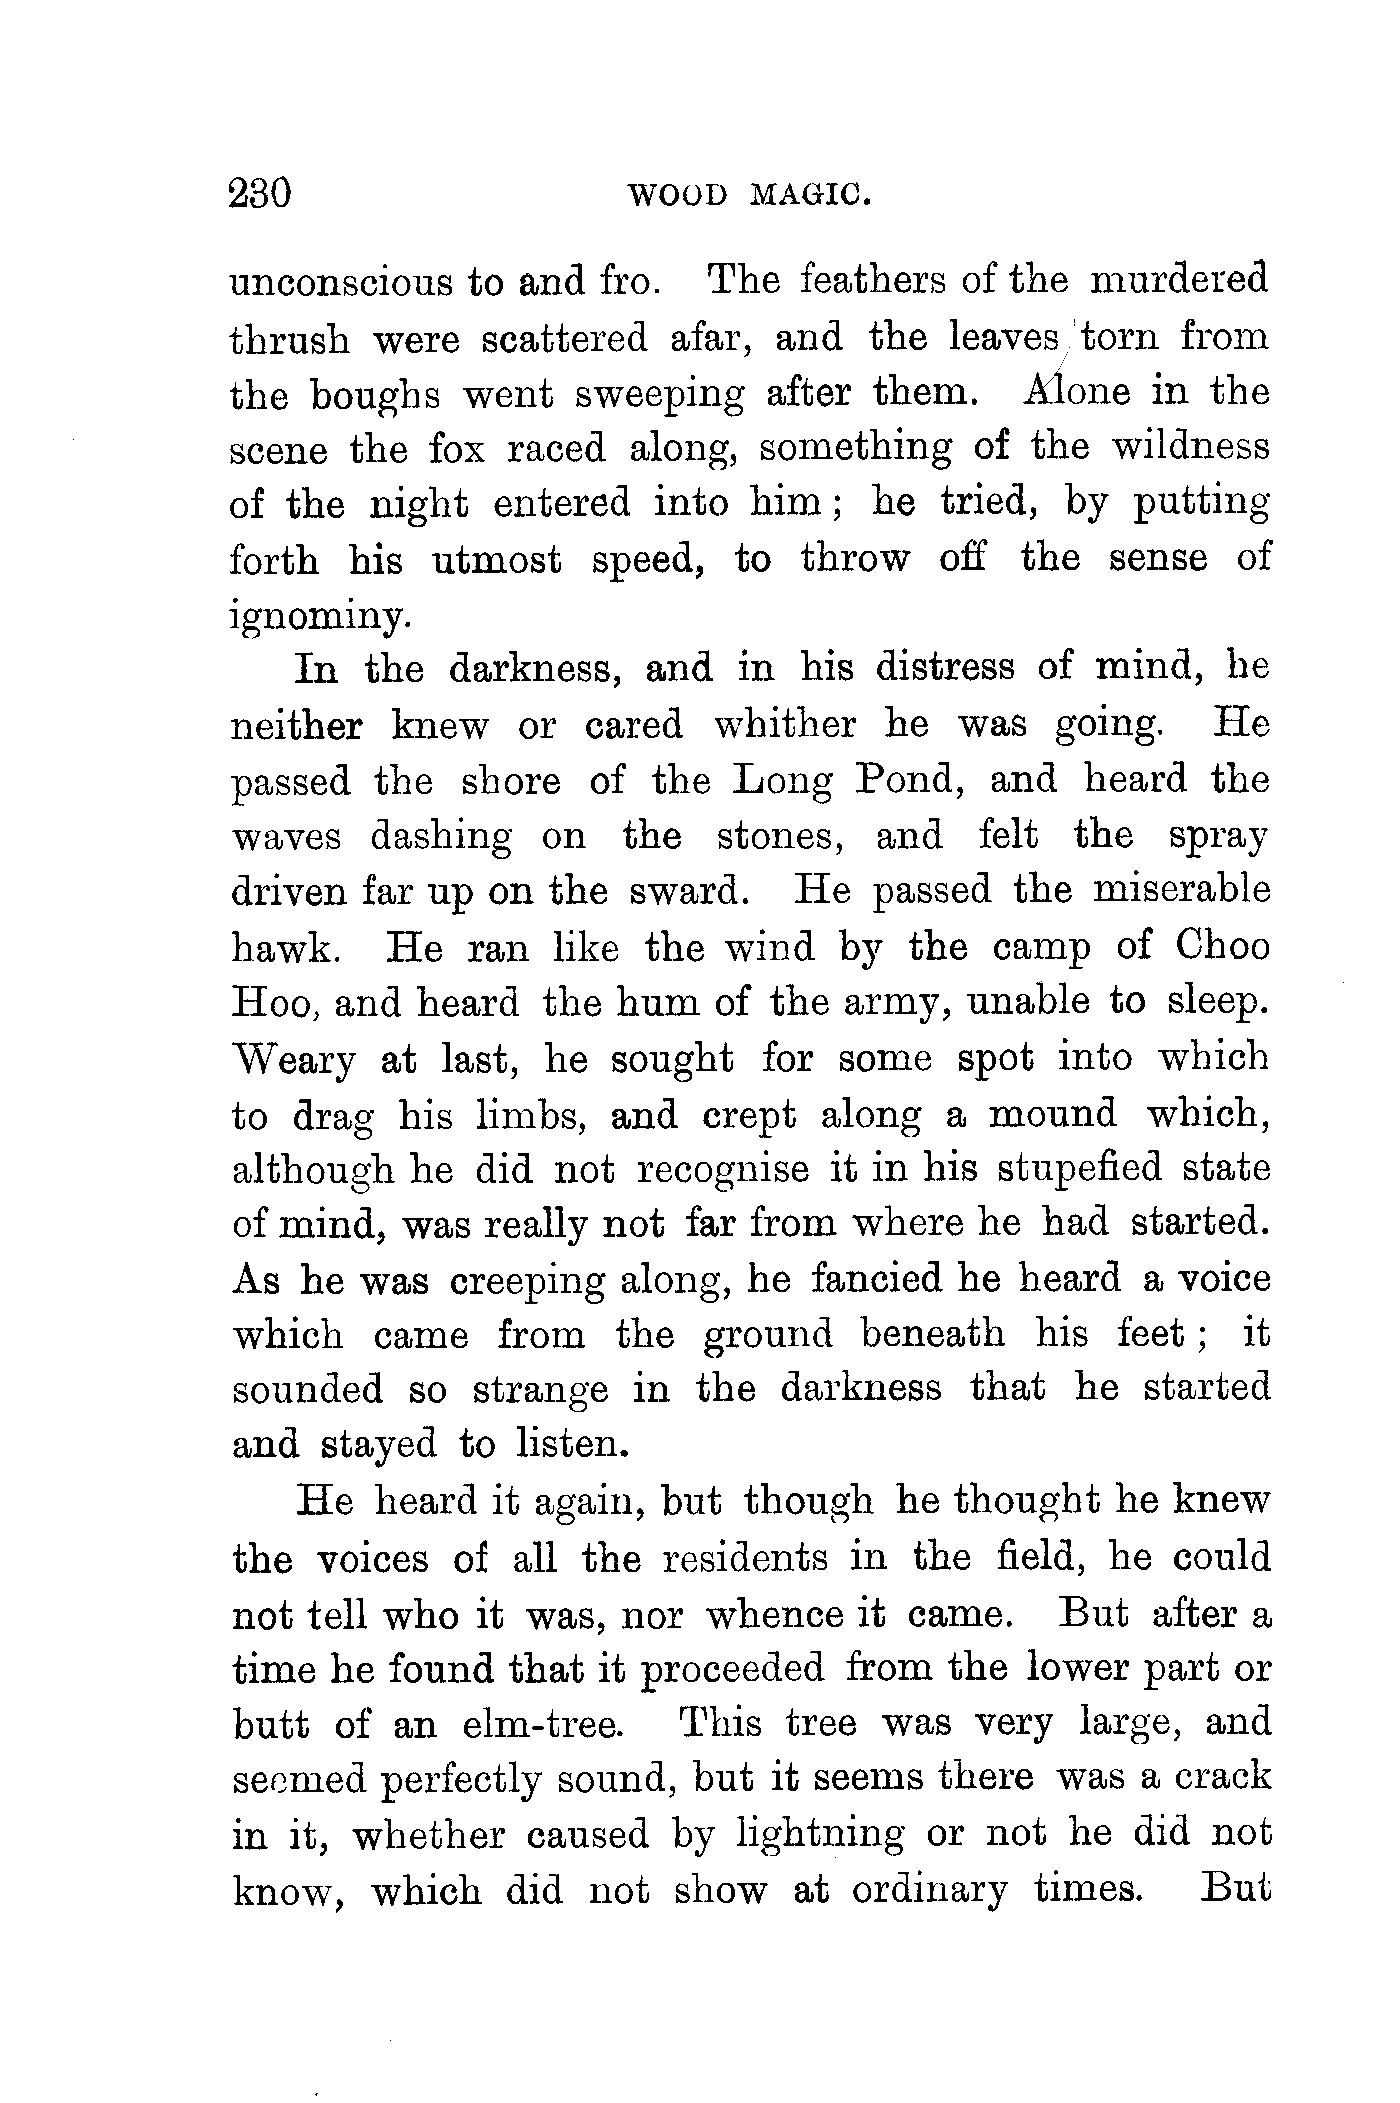 230 WOOD MAGIC.
unconscious to and fro. The feathers of the murdered
thrush were scattered afar, and the leaves torn from
the boughs went sweeping after them. Alone in the
scene the fox raced along, something of the wildness
of the night entered into him ; he tried, by putting
forth his utmost speed, to throw off the sense of
ignominy.
In the darkness, and in his distress of mind, he
neither knew or cared whither he was going. He
passed the shore of the Long Pond, and heard the
waves dashing on the stones, and felt the spray
driven far up on the sward. He passed the miserable
hawk. He ran like the wind by the camp of Choo
Hoo, and heard the hum of the army, unable to sleep.
Weary at last, he sought for some spot into which
to drag his limbs, and crept along a mound which,
although he did not recognise it in his stupefied state
of mind, was really not far from where he had started.
As he was creeping along, he fancied he heard a voice
which came from the ground beneath his feet ; it
sounded so strange in the darkness that he started
and stayed to listen.
He heard it again, but though he thought he knew
the voices of all the residents in the field, he could
not tell who it was, nor whence it came. But after a
time he found that it proceeded from the lower part or
butt of an elm-tree. This tree was very large, and
seemed perfectly sound, but it seems there was a crack
in it, whether caused by lightning or not he did not
know, which did not show at ordinary times. But